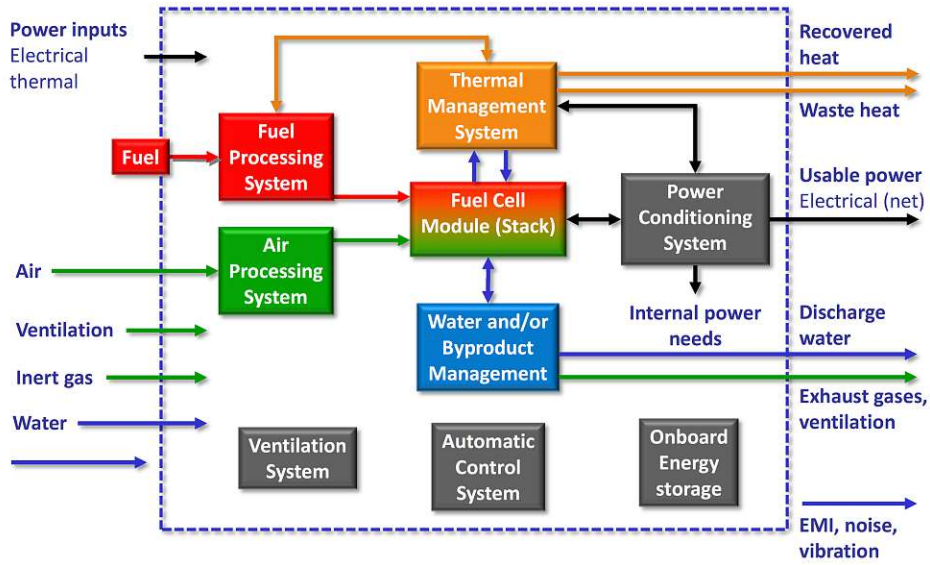 Power inputs
Electrical
thermal
Recovered
heat
Thermal
Management
System
Waste heat
Fuel
Fuel
Processing
System
Fuel Cell
Module (Stack)
Power
Conditioning
System
Usable power
Electrical (net)
Air
Air
Processing
System
Ventilation
Water and/or
Byproduct
Management
Internal power
needs
Discharge
water
Inert gas
Exhaust gases,
ventilation
Water
Ventilation
System
Automatic
Control
System
Onboard
Energy
storage
EMI, noise,
vibration